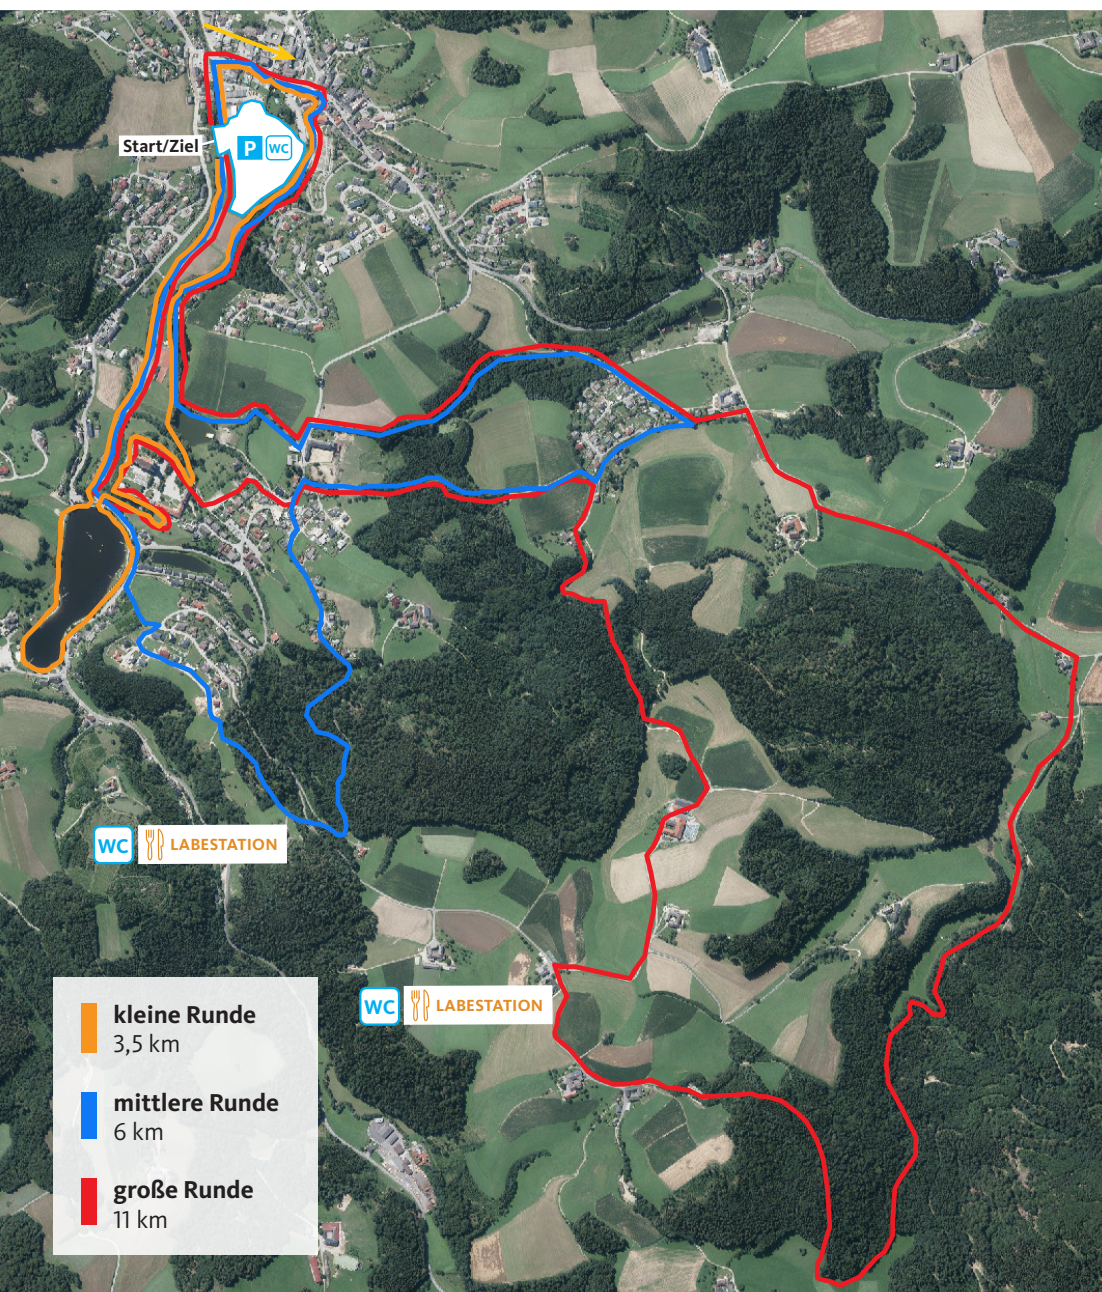 Start/Ziel
P WC
WC LABESTATION
WC LABESTATION
kleine Runde
3,5 km
mittlere Runde
6 km
große Runde
11 km